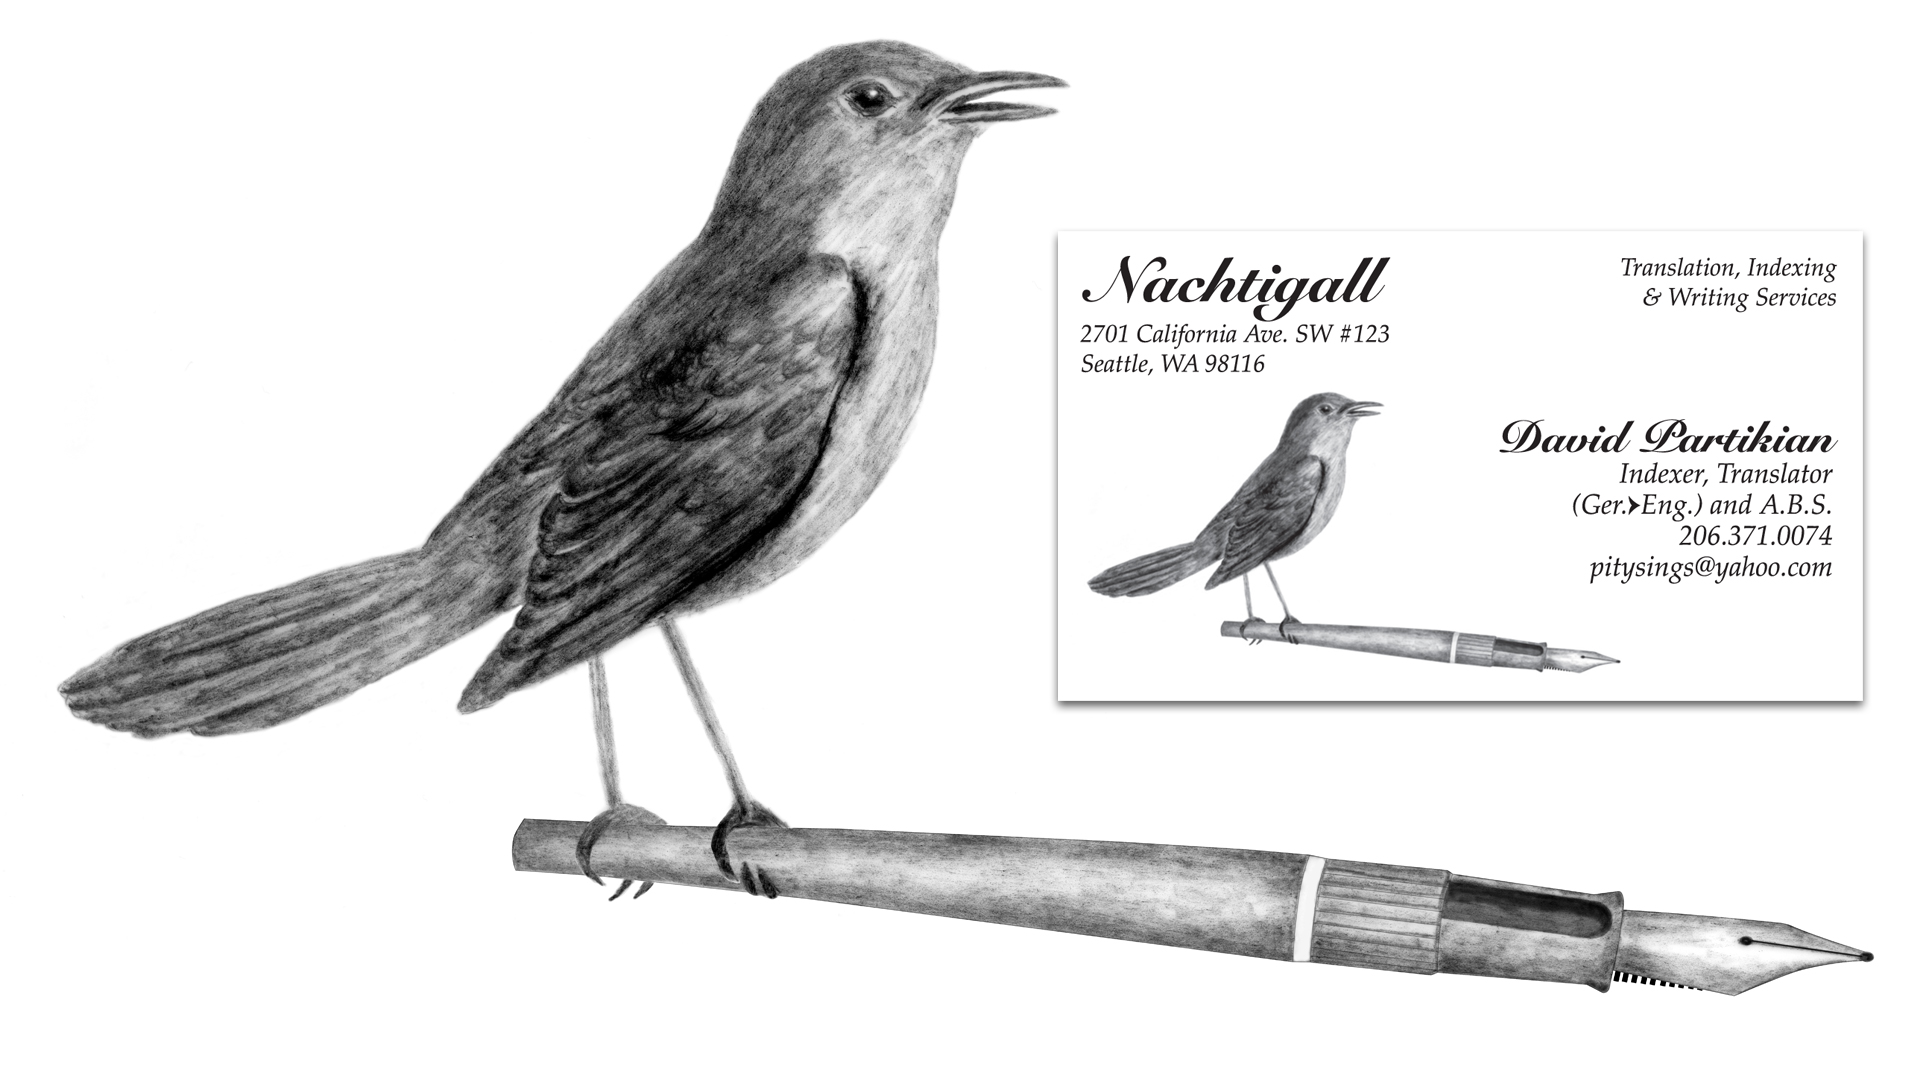 Nachtigall
2701 California Ave. SW #123
Seattle, WA 98116
Translation, Indexing
& Writing Services
David Partikian
Indexer, Translator
(Ger.➤Eng.) and A.B.S.
206.371.0074
pitysings@yahoo.com